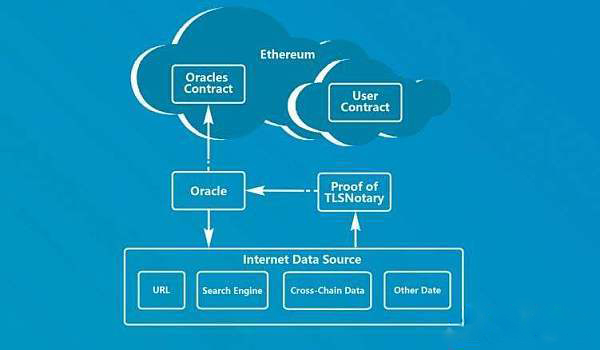 Ethereum
Oracles
Contract
User
Contract
Oracle
Proof of
TLSNotary
Internet Data Source
URL
Search Engine
Cross-Chain Data
Other Date